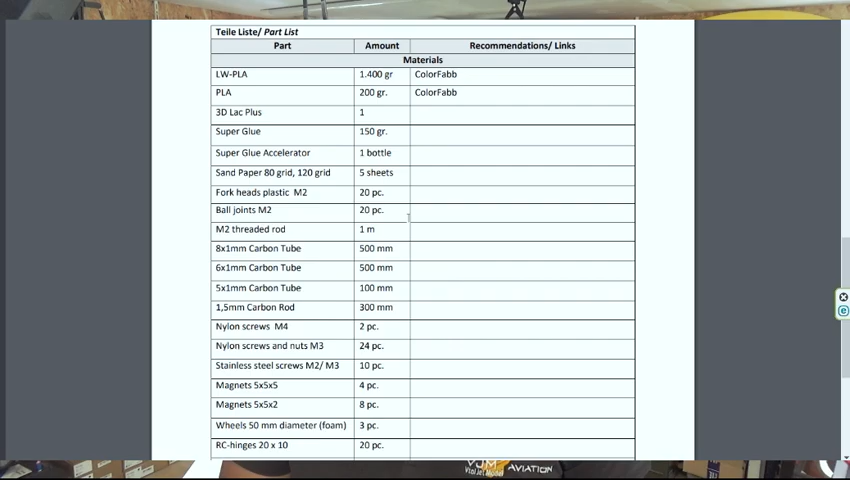 Teile Liste/ Part List
Part Amount Recommendations/ Links
Materials
LW-PLA 1.400 gr ColorFabb
PLA 200 gr. ColorFabb
3D Lac Plus 1
Super Glue 150 gr.
Super Glue Accelerator 1 bottle
Sand Paper 80 grid, 120 grid 5 sheets
Fork heads plastic M2 20 pc.
Ball joints M2 20 pc.
M2 threaded rod 1 m
8x1mm Carbon Tube 500 mm
6x1mm Carbon Tube 500 mm
5x1mm Carbon Tube 100 mm
1,5mm Carbon Rod 300 mm
Nylon screws M4 2 pc.
Nylon screws and nuts M3 24 pc.
Stainless steel screws M2/ M3 10 pc.
Magnets 5x5x5 4 pc.
Magnets 5x5x2 8 pc.
Wheels 50 mm diameter (foam) 3 pc.
RC-hinges 20 x 10 20 pc.
AVIATION